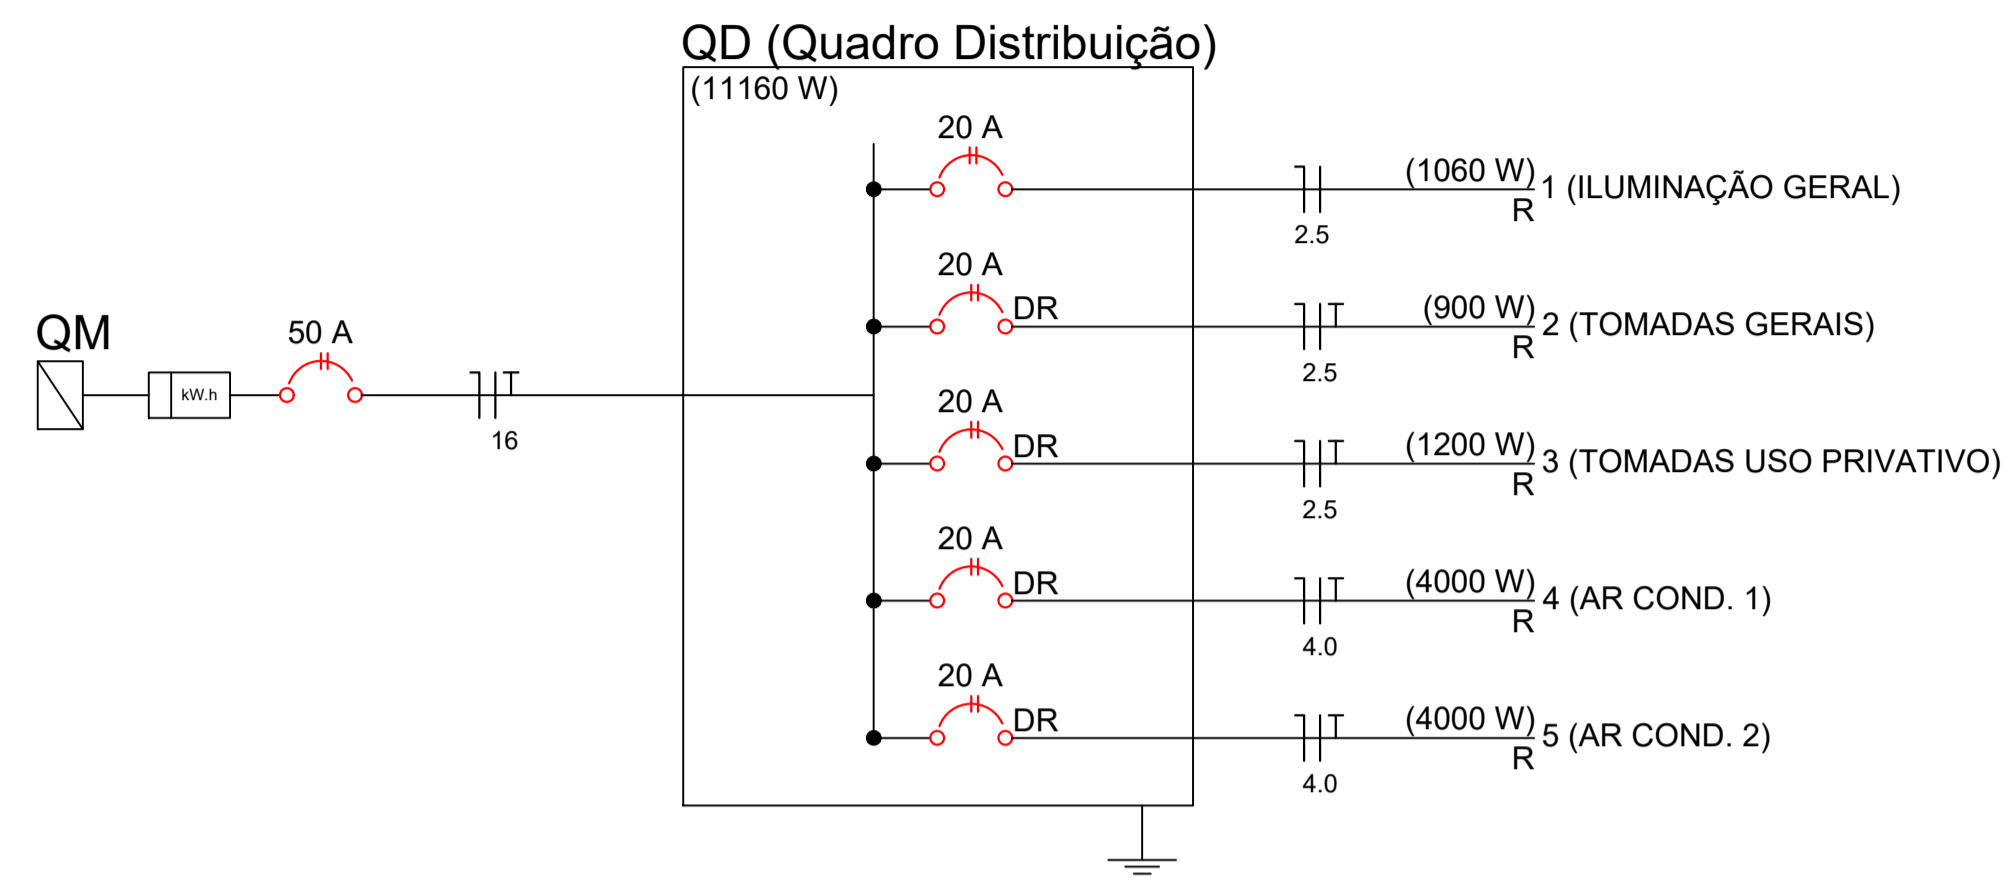 QD (Quadro Distribuição)
(11160 W)
QM
kW.h
50 A
16
20 A
2.5
(1060 W)
R
1 (ILUMINAÇÃO GERAL)
20 A
DR
T
2.5
(900 W)
R
2 (TOMADAS GERAIS)
20 A
DR
2.5
(1200 W)
R
3 (TOMADAS USO PRIVATIVO)
20 A
DR
4.0
(4000 W)
R
4 (AR COND. 1)
20 A
DR
4.0
(4000 W)
R
5 (AR COND. 2)